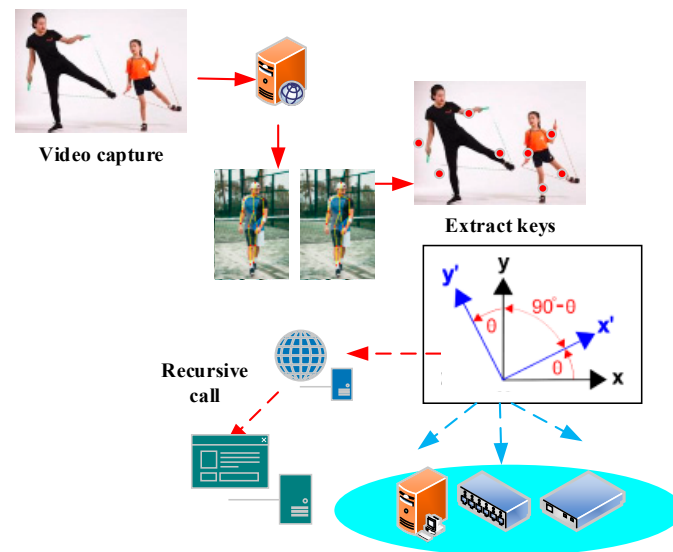 Video capture
Extract keys
y'
y
90°-θ
x'
θ
θ
x
Recursive
call